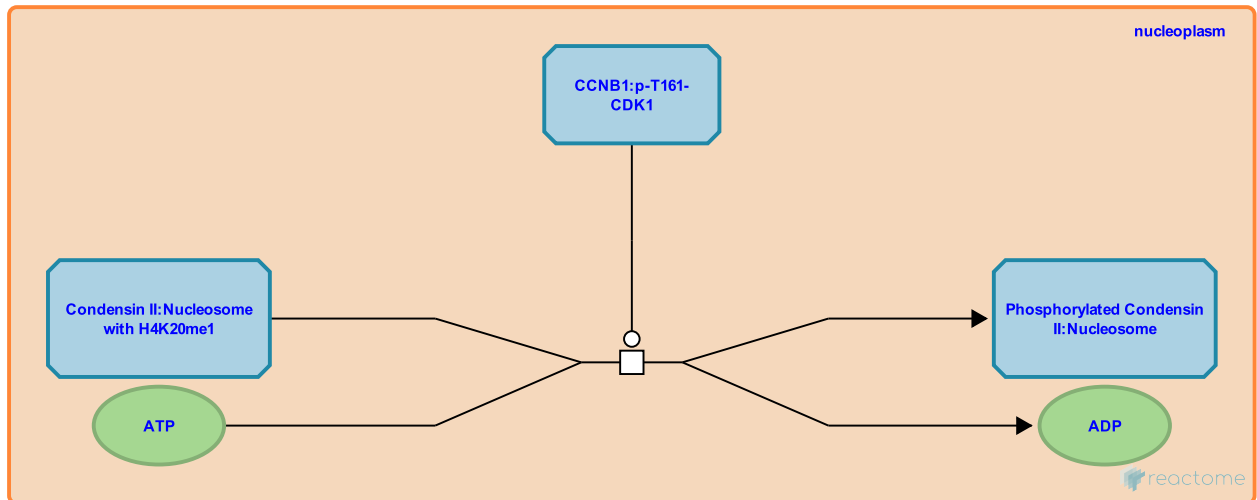 nucleoplasm
CCNB1:p-T161-
CDK1
Condensin II:Nucleosome
with H4K20me1
Phosphorylated Condensin
II:Nucleosome
ATP
ADP
reactome